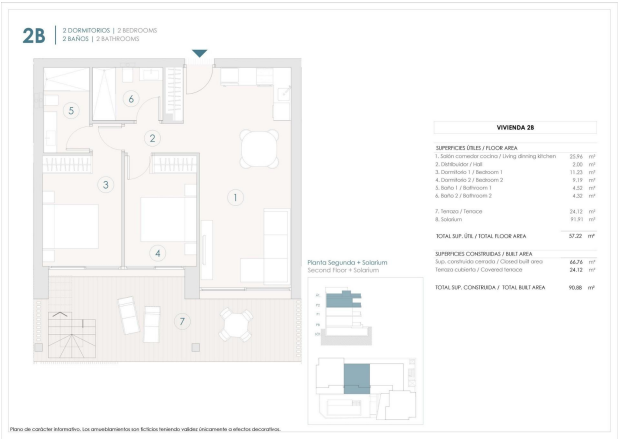 2B
2 DORMITORIOS | 2 BEDROOMS
2 BAÑOS | 2 BATHROOMS
5
6
2
3
1
4
7
VIVIENDA 2B
SUPERFICIES ÚTILES / FLOOR AREA
1. Salón comedor cocina / Living dinning kitchen 25,96 m²
2. Distribuidor / Hall 2,00 m²
3. Dormitorio 1 / Bedroom 1 11,23 m²
4. Dormitorio 2 / Bedroom 2 9,19 m²
5. Baño 1 / Bathroom 1 4,52 m²
6. Baño 2 / Bathroom 2 4,32 m²
7. Terraza / Terrace 24,12 m²
8. Solarium 91,91 m²
TOTAL SUP. ÚTIL / TOTAL FLOOR AREA 57,22 m²
SUPERFICIES CONSTRUIDAS / BUILT AREA
Sup. construida cerrada / Closed built area 66,76 m²
Terraza cubierta / Covered terrace 24,12 m²
TOTAL SUP. CONSTRUIDA / TOTAL BUILT AREA 90,88 m²
Planta Segunda + Solarium
Second Floor + Solarium
Plano de carácter informativo. Los amueblamientos son ficticios teniendo validez únicamente a efectos decorativos.